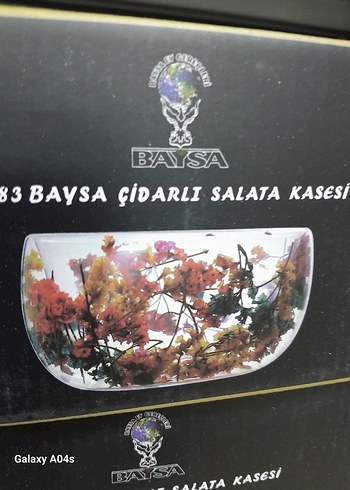 BAYSA
83 BAYSA ÇİDARLI SALATA KASESİ
BAYSA
SALATA KASESİ
Galaxy A04s